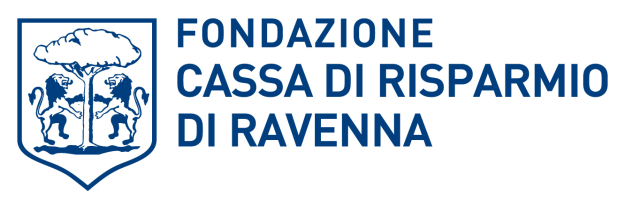 FONDAZIONE
CASSA DI RISPARMIO
DI RAVENNA